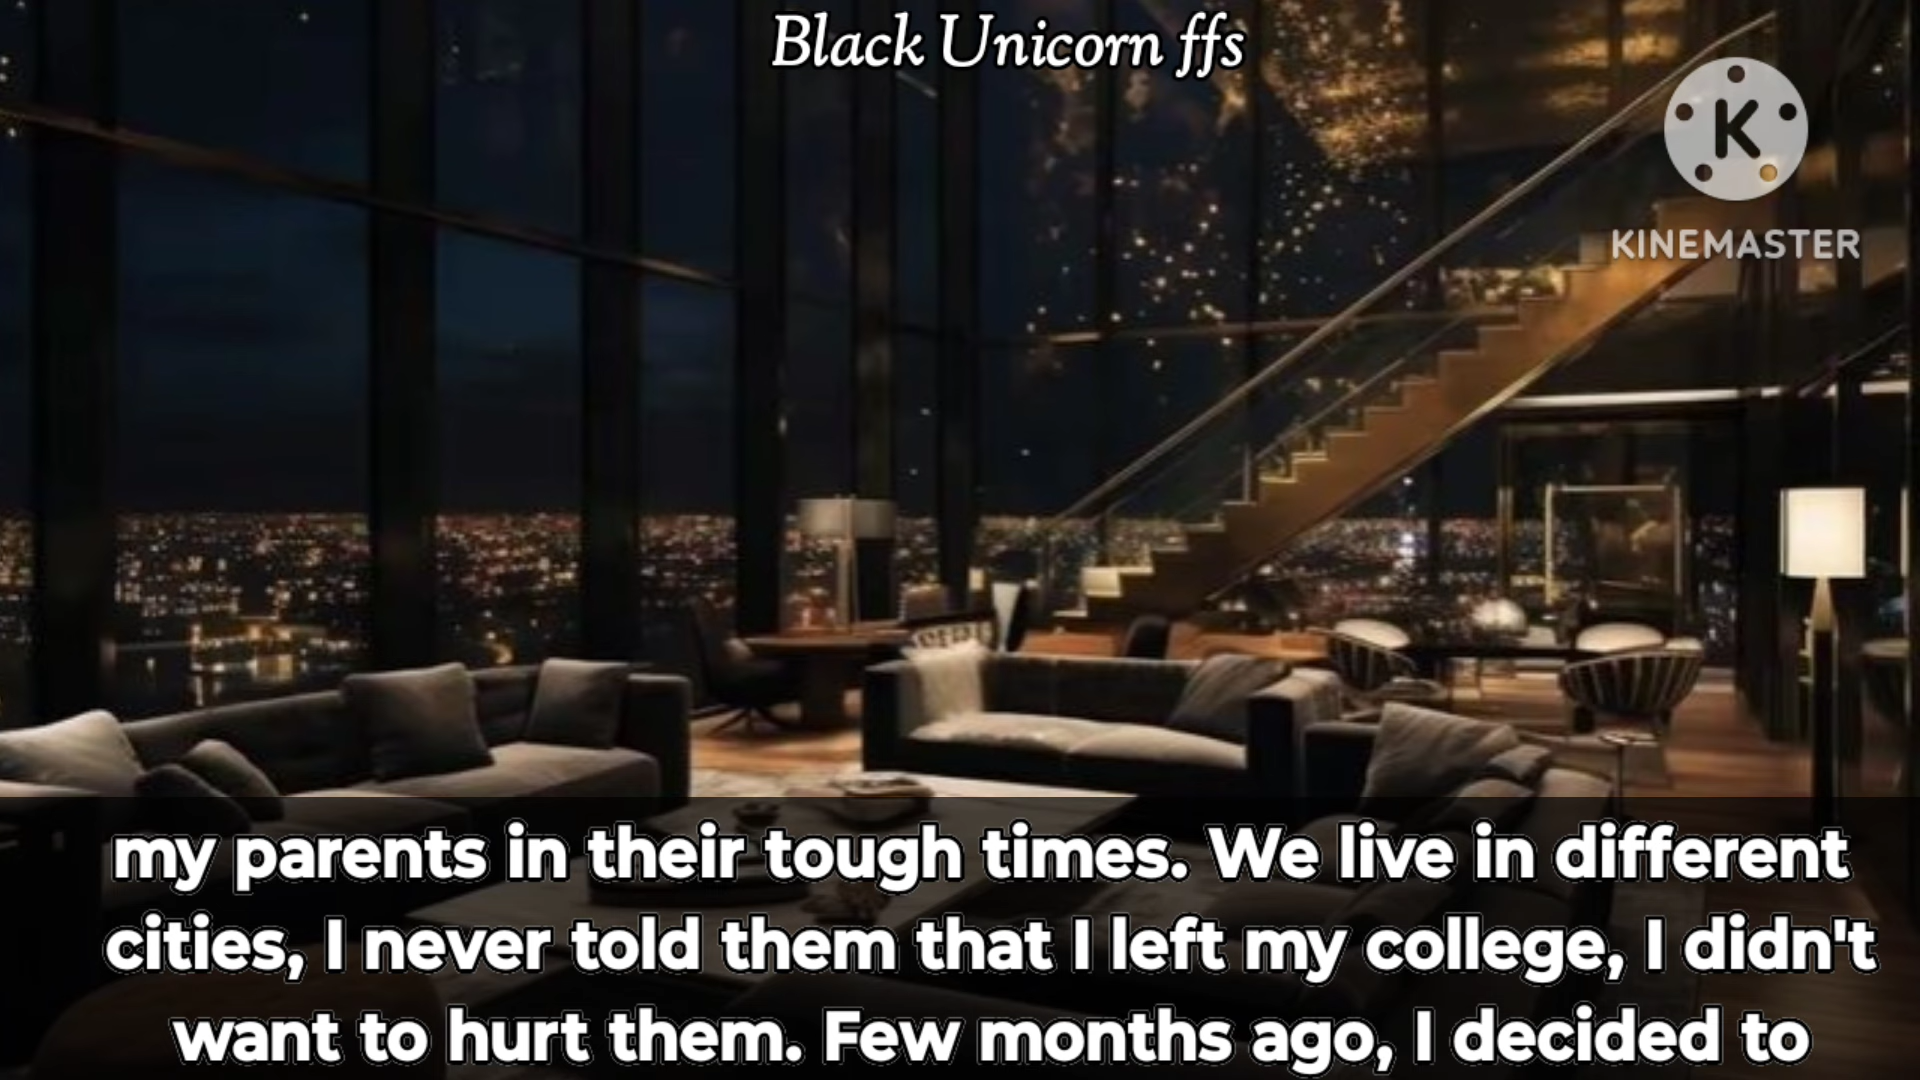 Black Unicorn ffs
K
KINEMASTER
my parents in their tough times. We live in different
cities, I never told them that I left my college, I didn't
want to hurt them. Few months ago, I decided to